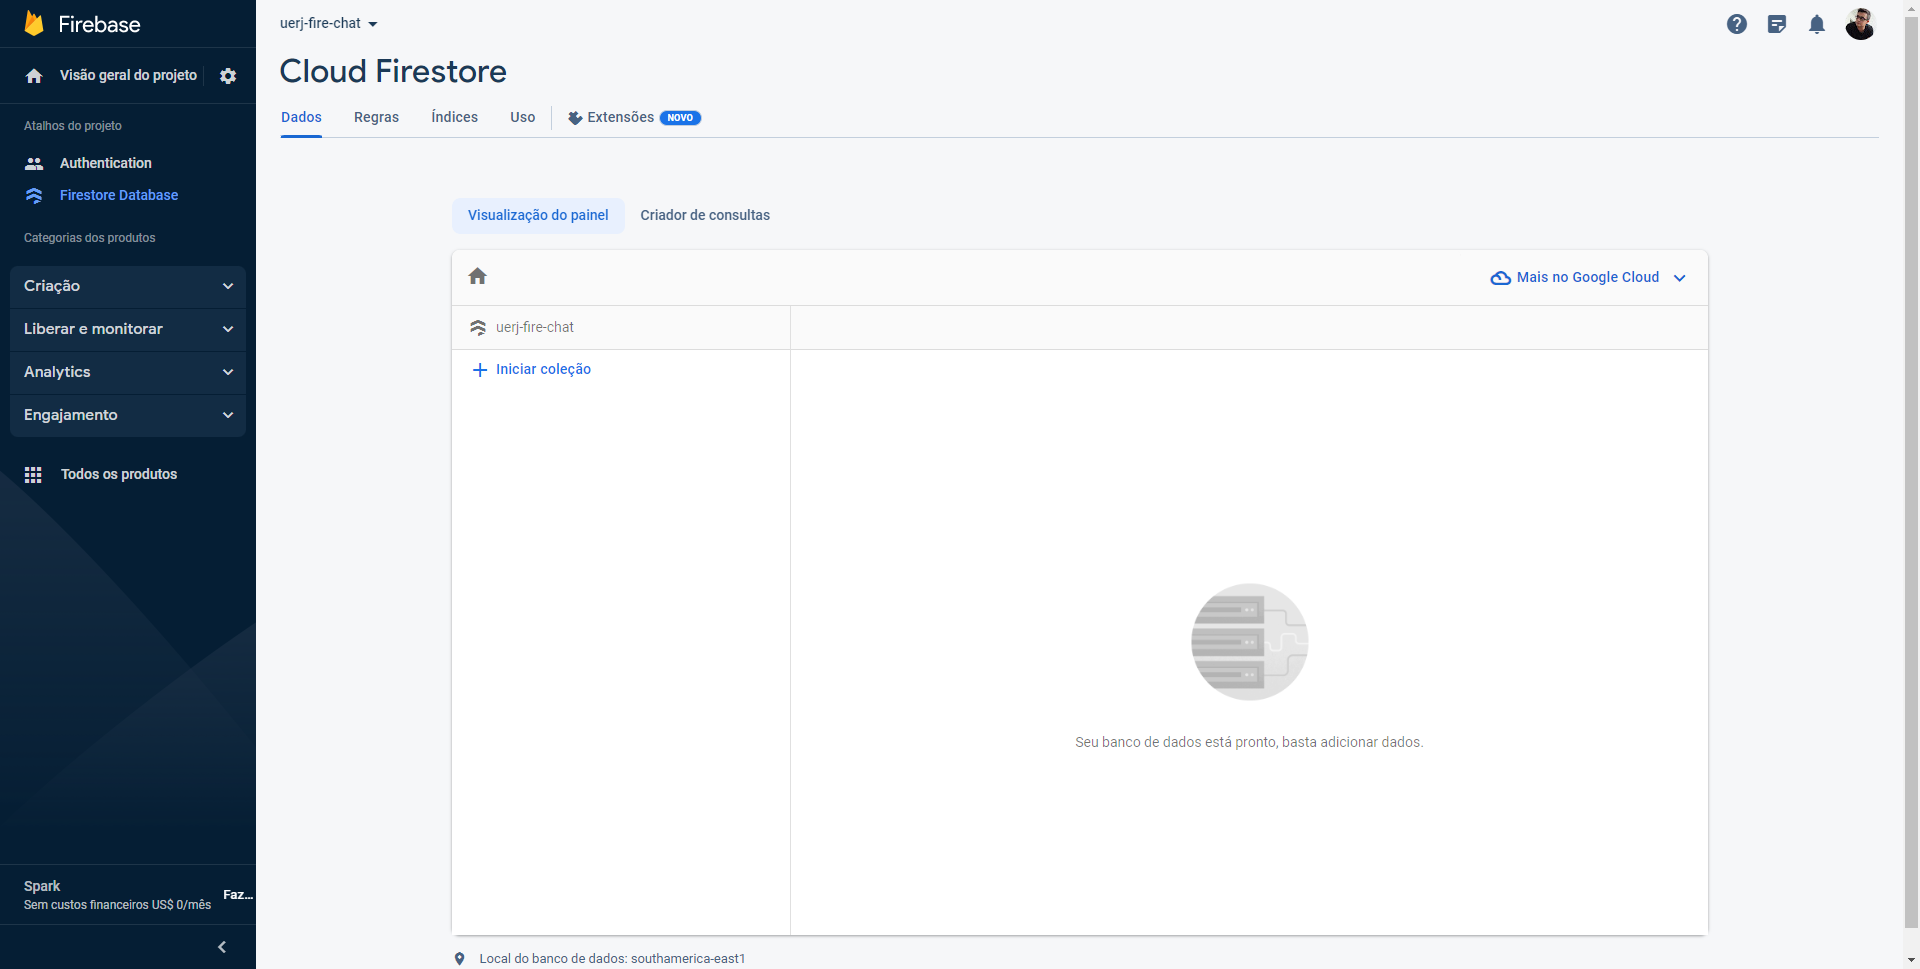 Firebase
uerj-fire-chat
Visão geral do projeto
Cloud Firestore
Dados
Regras
Índices
Uso
Extensões
NOVO
Atalhos do projeto
Authentication
Firestore Database
Categorias dos produtos
Criação
Liberar e monitorar
Analytics
Engajamento
Todos os produtos
Spark
Sem custos financeiros US$ 0/mês
Faz...
Visualização do painel
Criador de consultas
Mais no Google Cloud
uerj-fire-chat
Iniciar coleção
Seu banco de dados está pronto, basta adicionar dados.
Local do banco de dados: southamerica-east1